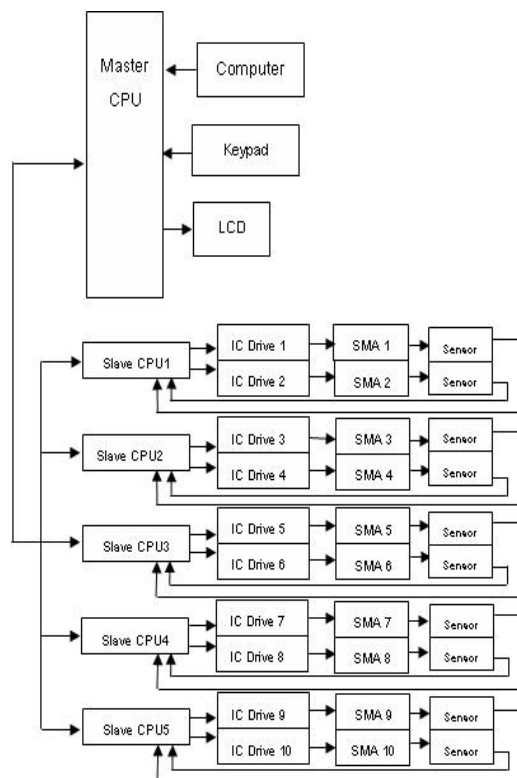 Master
CPU
Computer
Keypad
LCD
Slave CPU1
IC Drive 1
SMA 1
Sensor
IC Drive 2
SMA 2
Sensor
Slave CPU2
IC Drive 3
SMA 3
Sensor
IC Drive 4
SMA 4
Sensor
Slave CPU3
IC Drive 5
SMA 5
Sensor
IC Drive 6
SMA 6
Sensor
Slave CPU4
IC Drive 7
SMA 7
Sensor
IC Drive 8
SMA 8
Sensor
Slave CPU5
IC Drive 9
SMA 9
Sensor
IC Drive 10
SMA 10
Sensor